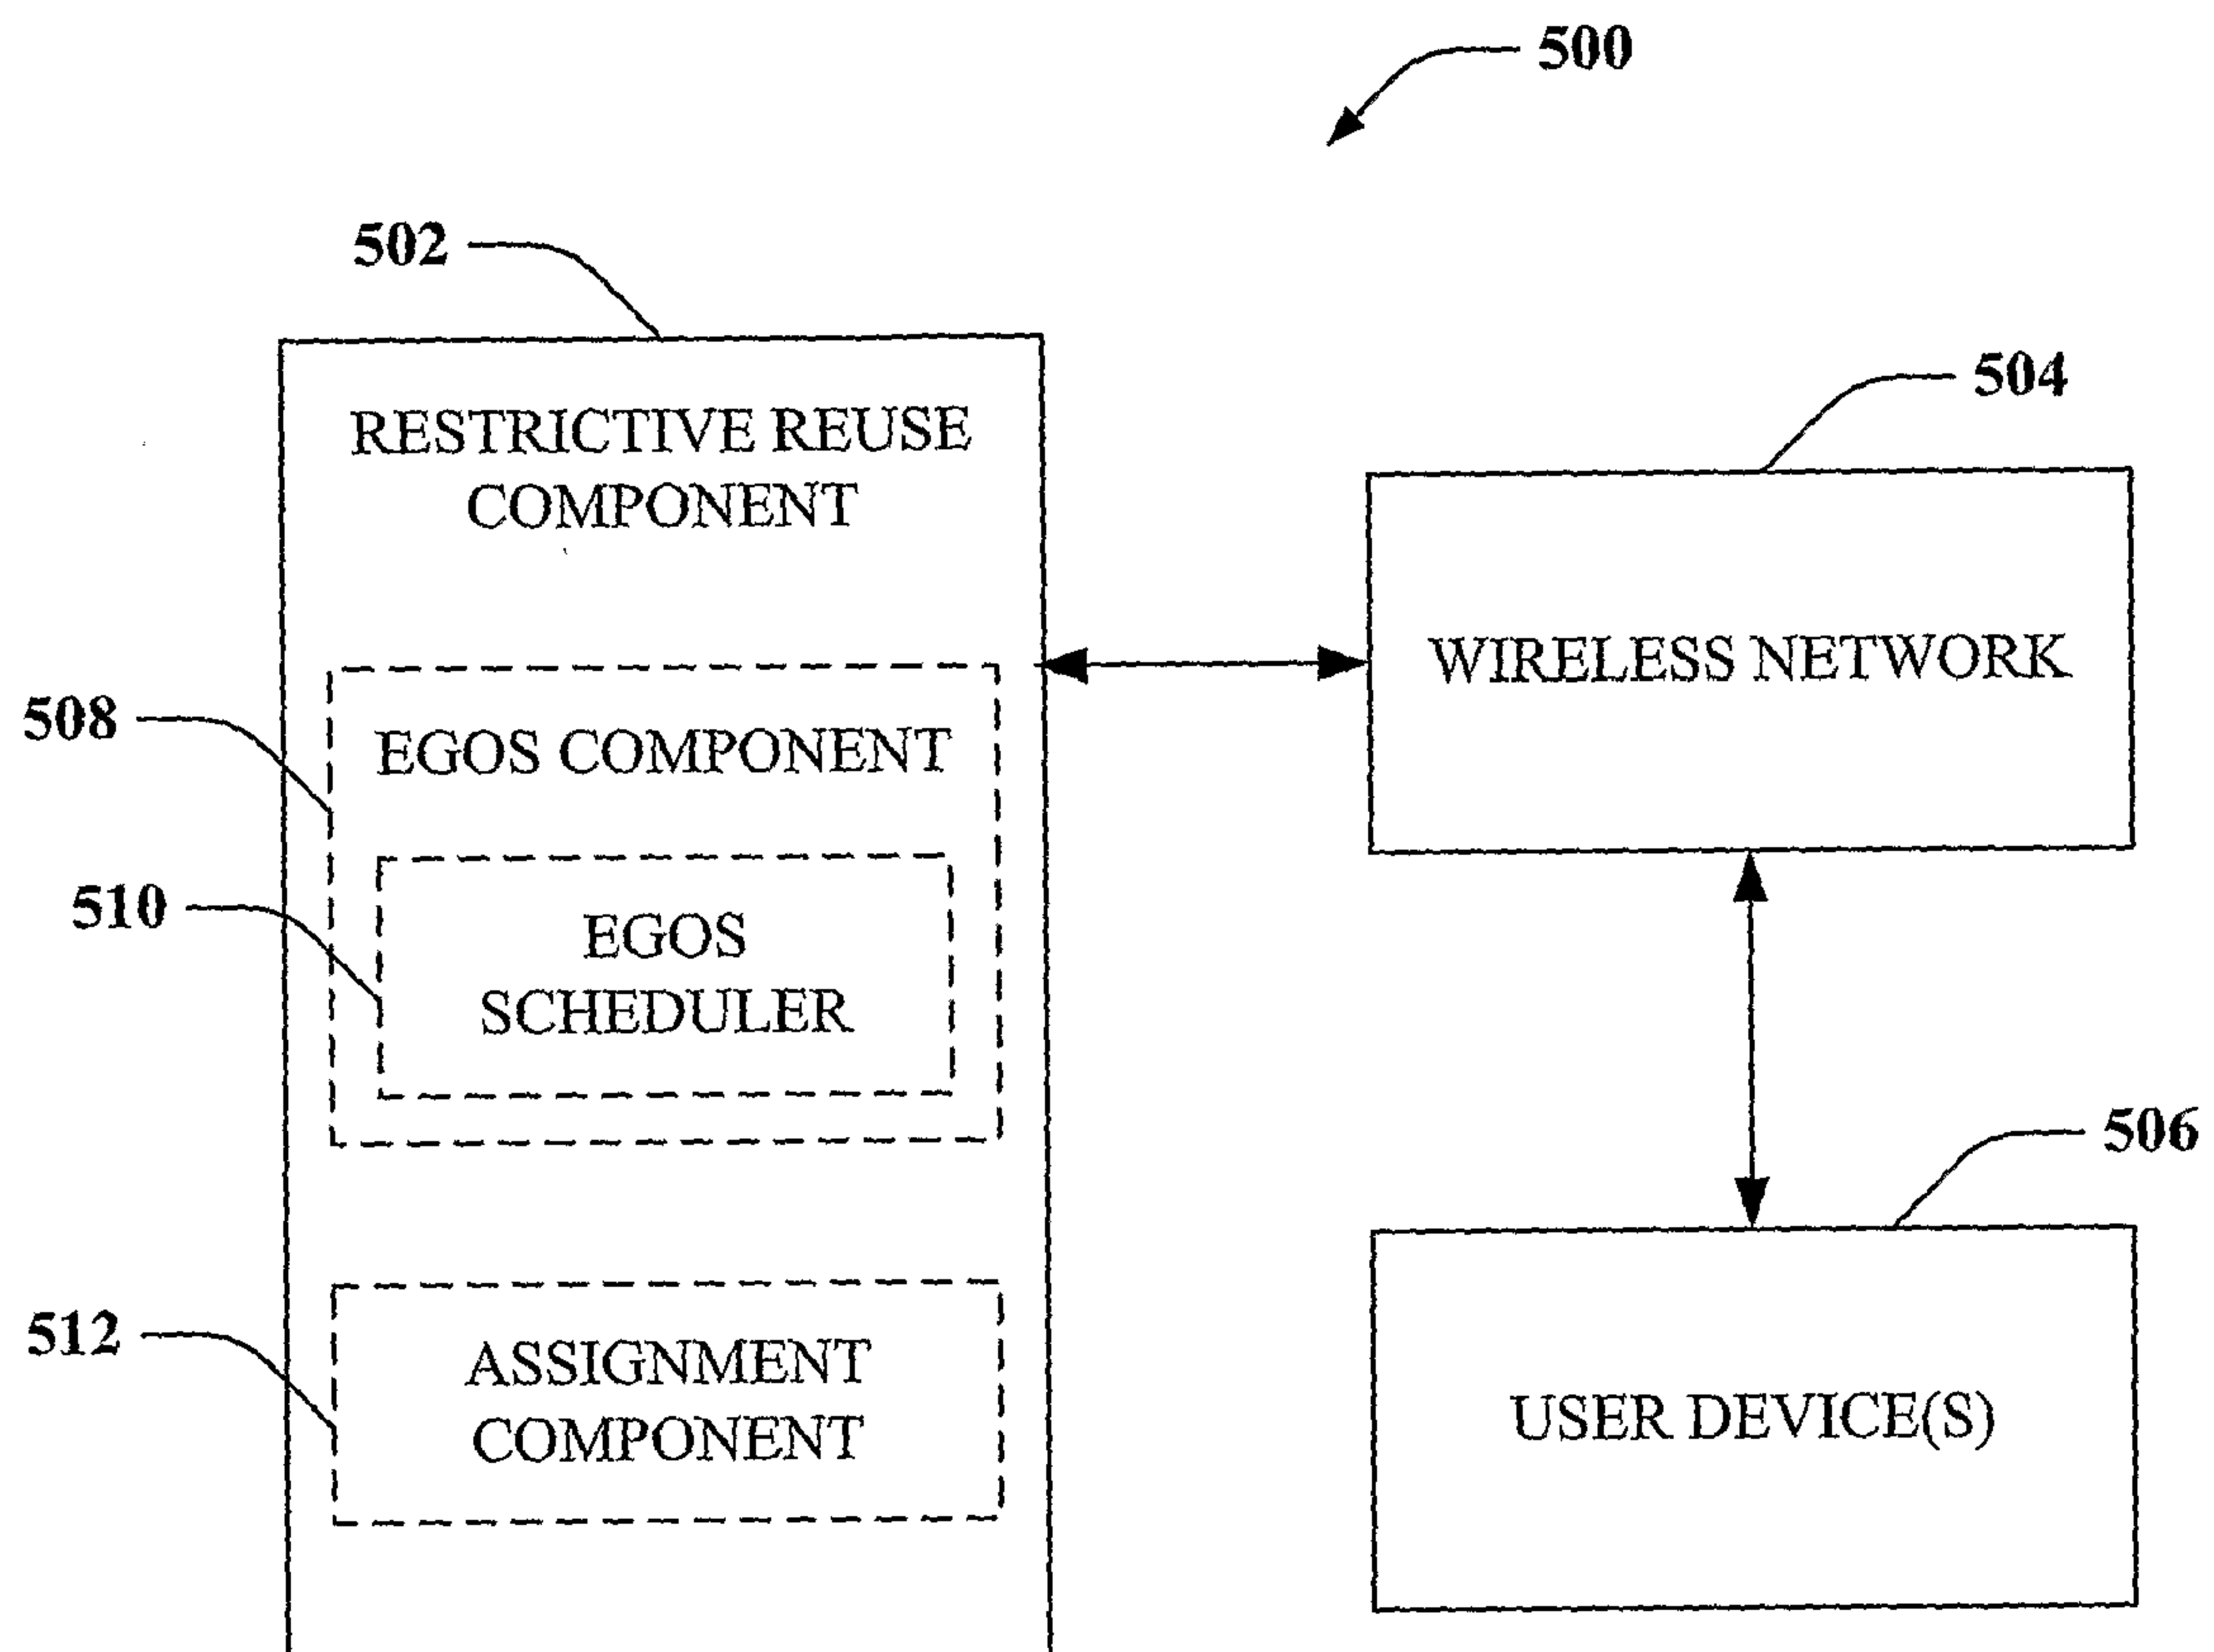 500
502
RESTRICTIVE REUSE
COMPONENT
504
WIRELESS NETWORK
508
EGOS COMPONENT
510
EGOS
SCHEDULER
506
512
ASSIGNMENT
COMPONENT
USER DEVICE(S)